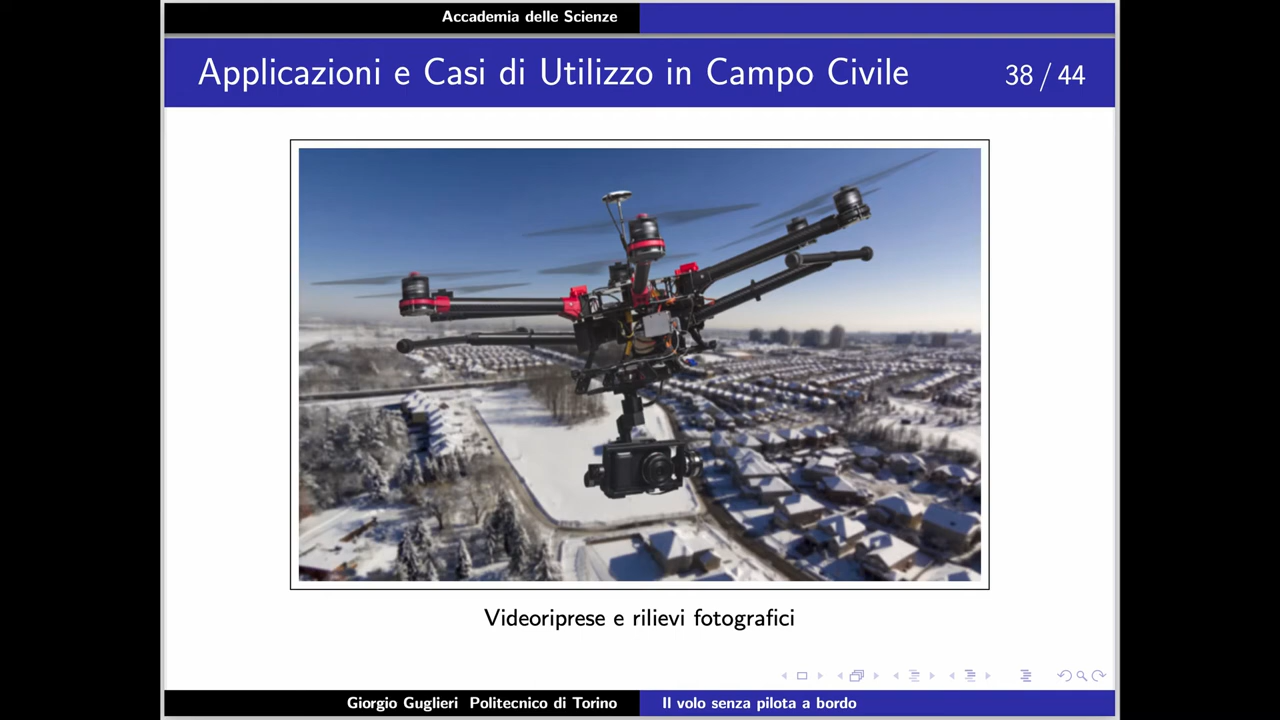 Accademia delle Scienze
Applicazioni e Casi di Utilizzo in Campo Civile 38 / 44
Videoriprese e rilievi fotografici
Giorgio Guglieri Politecnico di Torino Il volo senza pilota a bordo